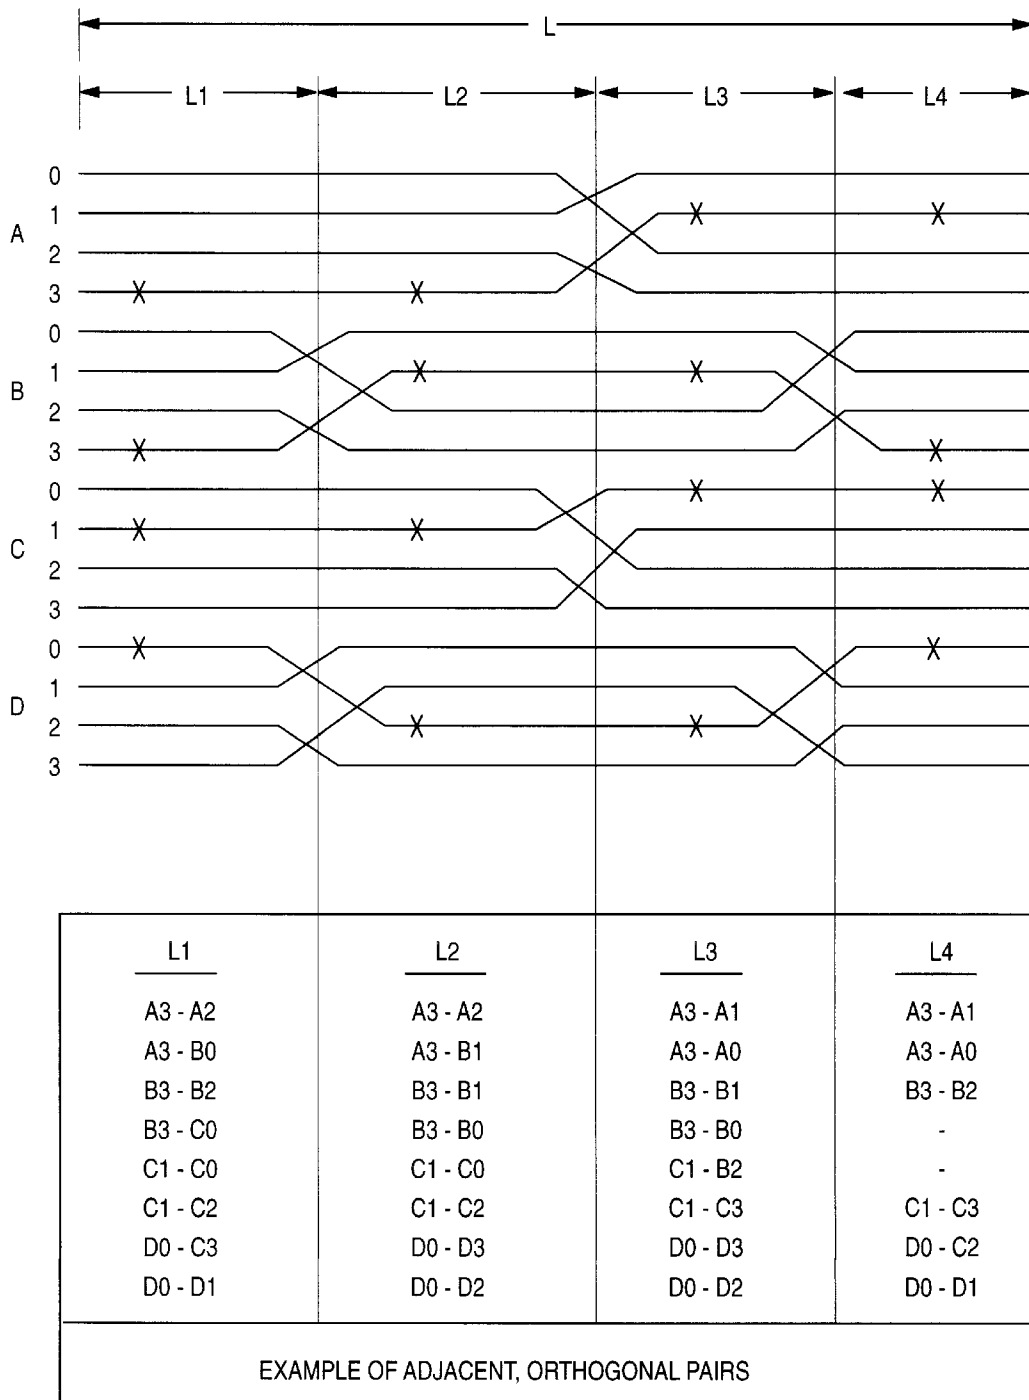 L
L1 L2 L3 L4
0
1
A
2
3
0
1
B
2
3
0
1
C
2
3
0
1
D
2
3
L1 L2 L3 L4
A3 - A2 A3 - A2 A3 - A1 A3 - A1
A3 - B0 A3 - B1 A3 - A0 A3 - A0
B3 - B2 B3 - B1 B3 - B1 B3 - B2
B3 - C0 B3 - B0 B3 - B0 -
C1 - C0 C1 - C0 C1 - B2 -
C1 - C2 C1 - C2 C1 - C3 C1 - C3
D0 - C3 D0 - D3 D0 - D3 D0 - C2
D0 - D1 D0 - D2 D0 - D2 D0 - D1
EXAMPLE OF ADJACENT, ORTHOGONAL PAIRS